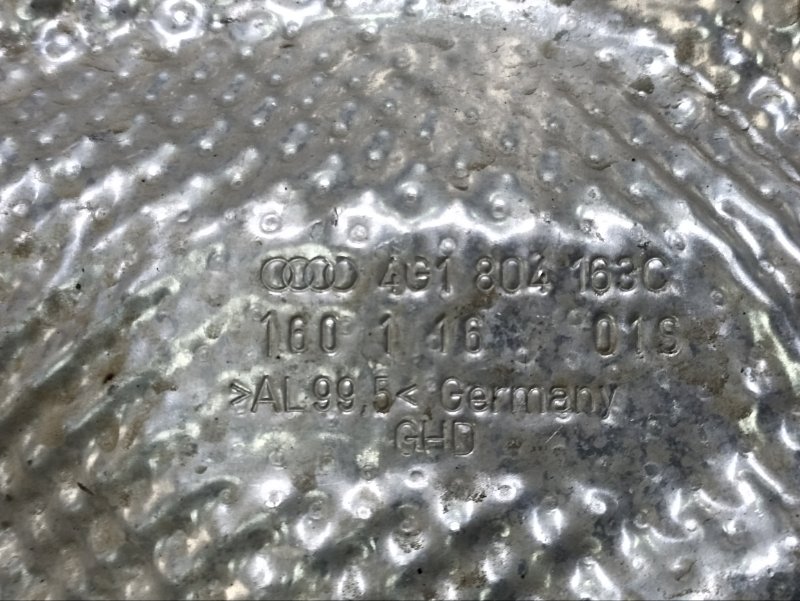 4G1 804 163C
160 1 16 01S
>AL99,5< Germany
GHD